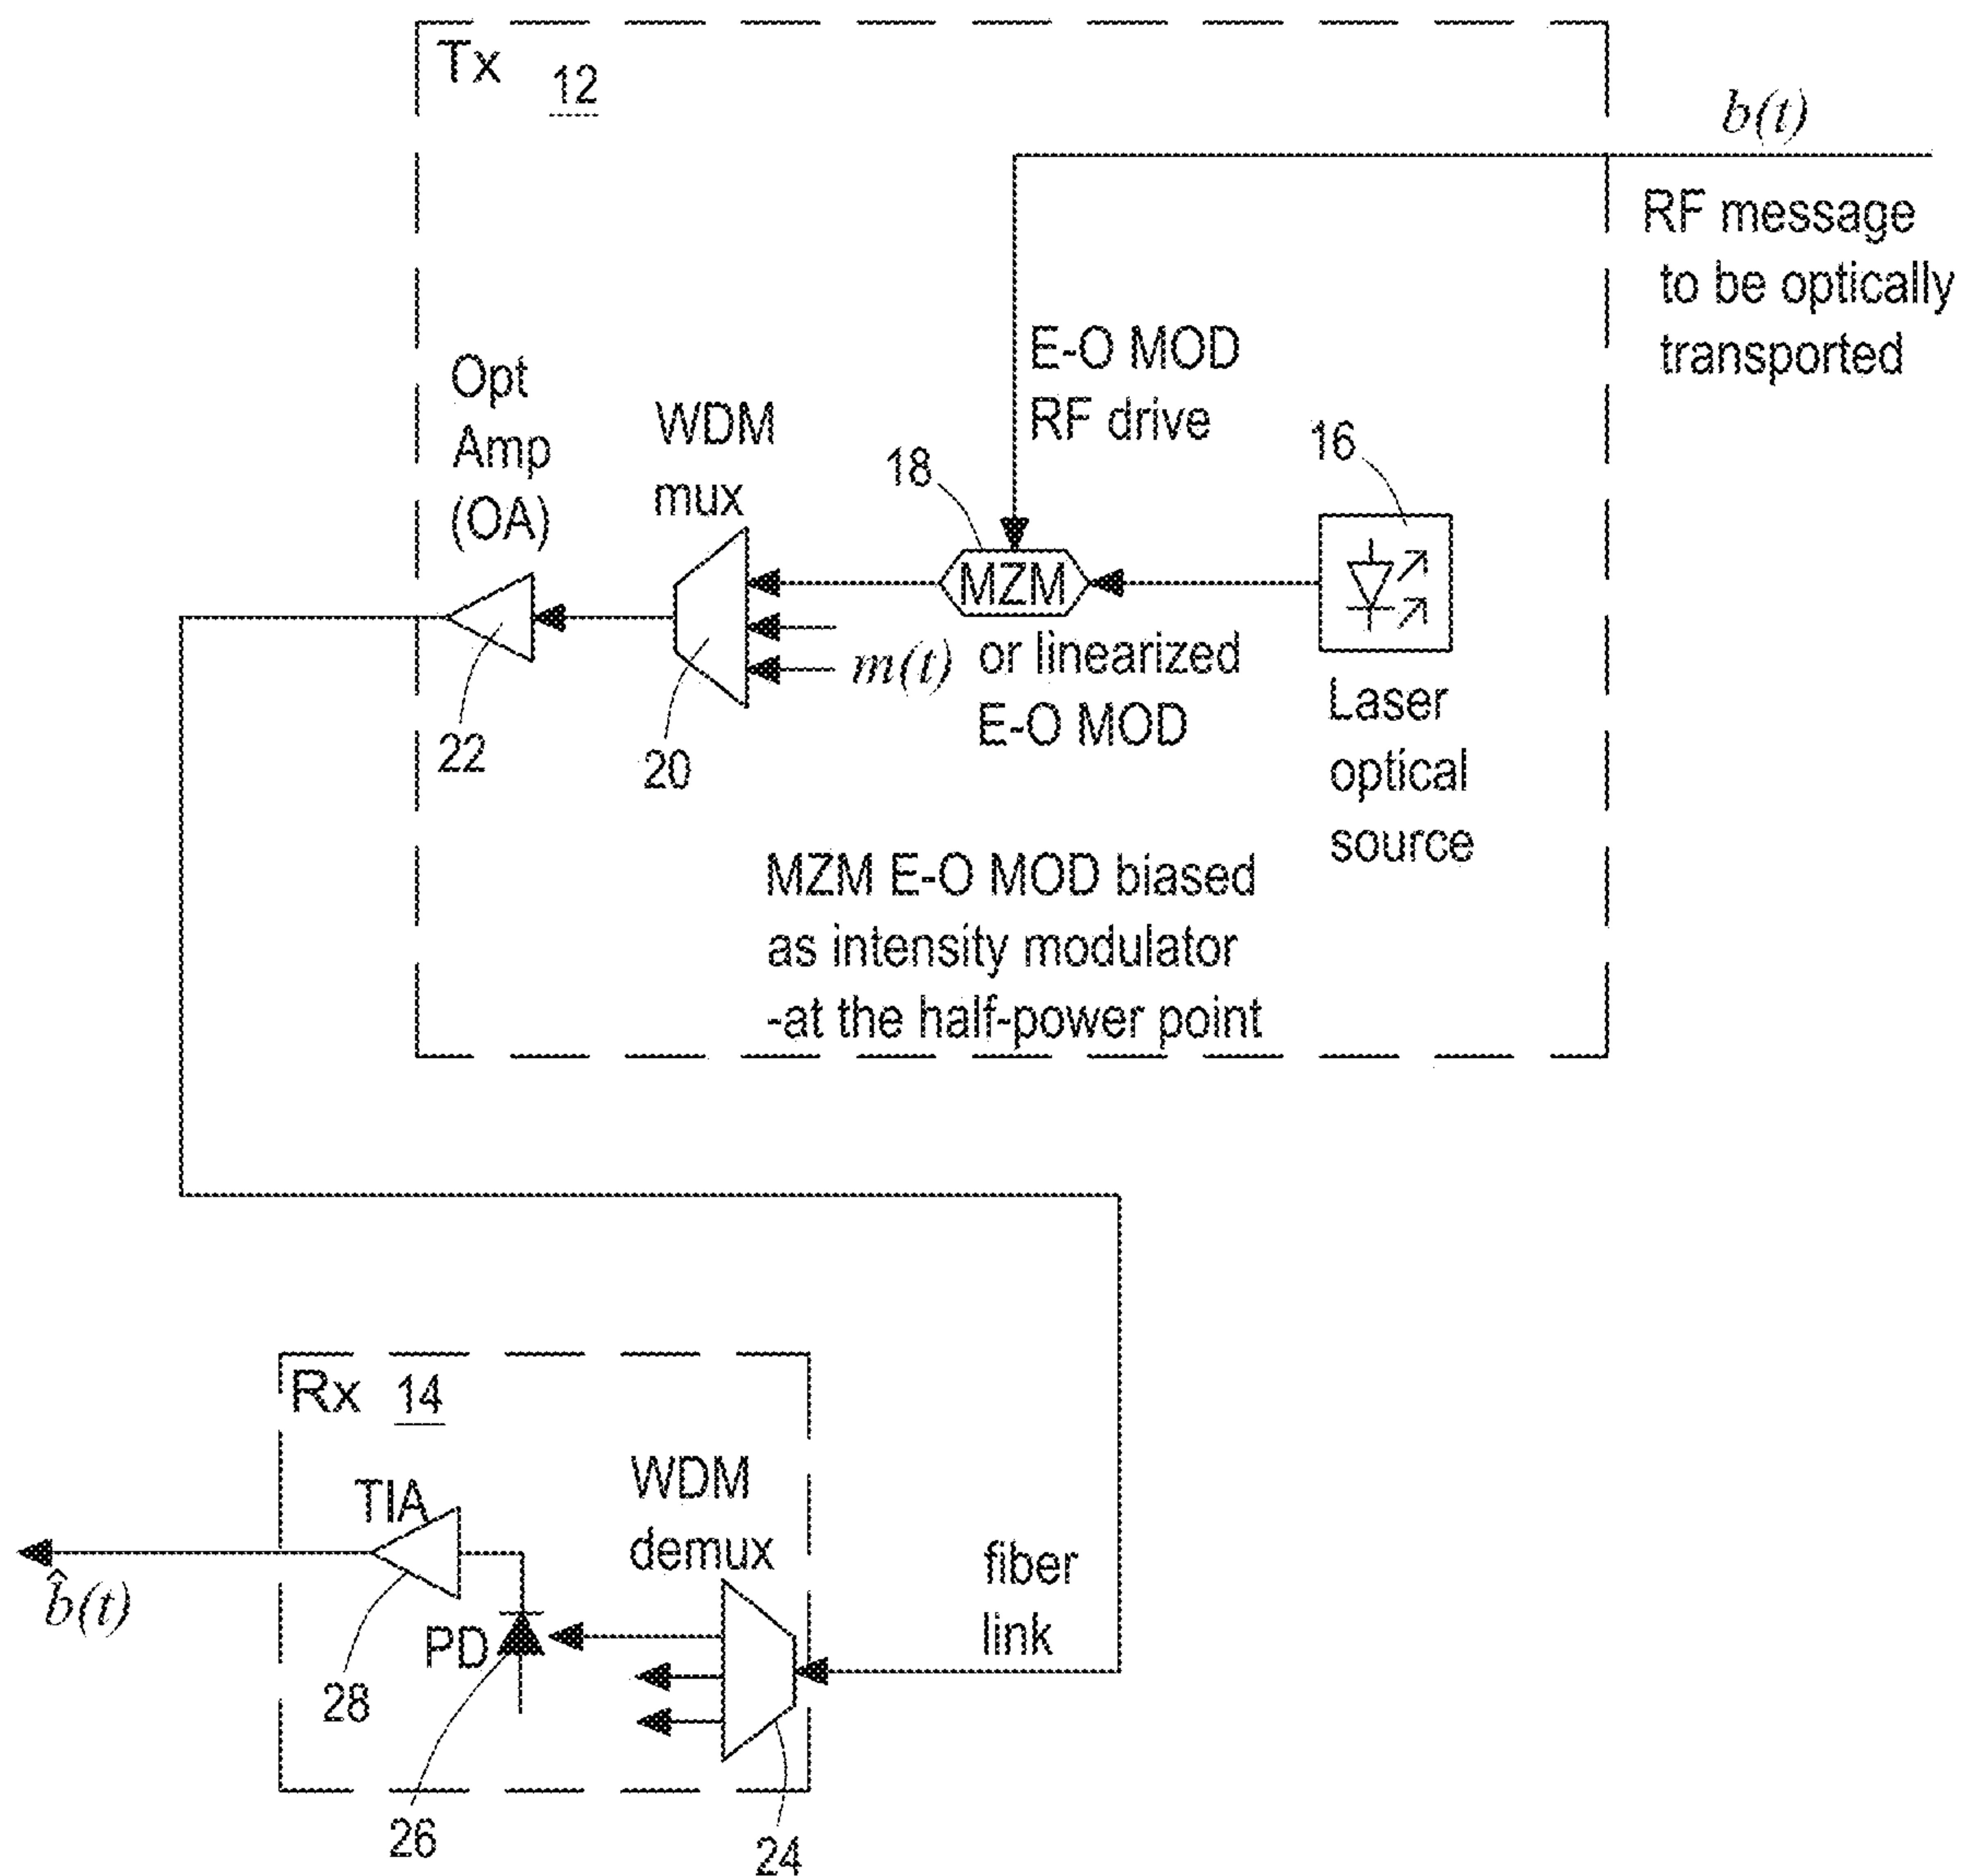 Tx 12
b(t)
RF message
to be optically
transported
E-O MOD
RF drive
Opt
Amp
(OA)
WDM
mux
18
16
MZM
or linearized
E-O MOD
m(t)
22
20
Laser
optical
source
MZM E-O MOD biased
as intensity modulator
-at the half-power point
Rx 14
TIA
WDM
demux
fiber
link
b̂(t)
PD
28
26
24